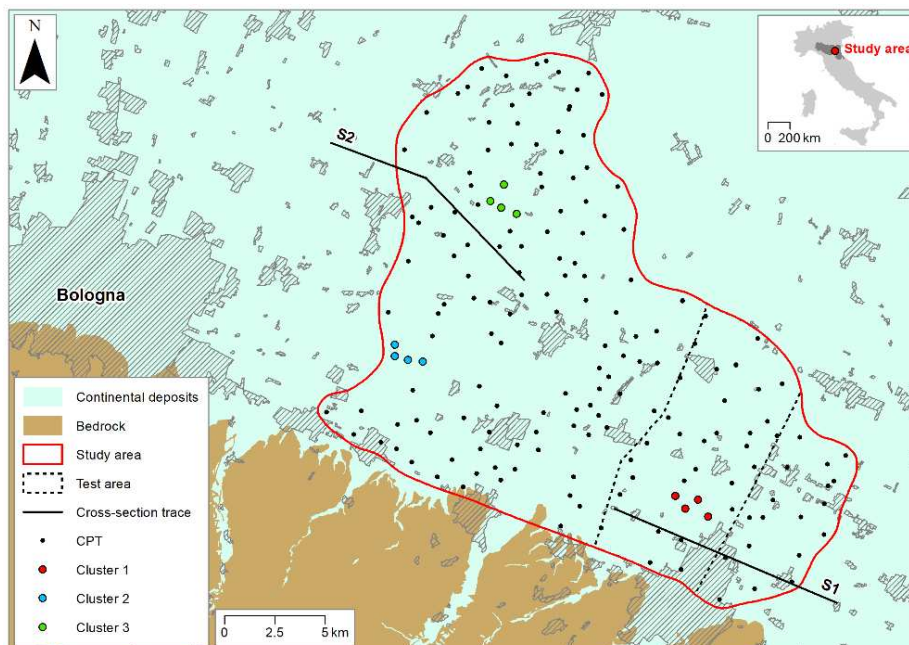 N
Study area
0 200 km
S2
Bologna
Continental deposits
Bedrock
Study area
Test area
Cross-section trace
CPT
Cluster 1
Cluster 2
Cluster 3
0 2.5 5 km
S1